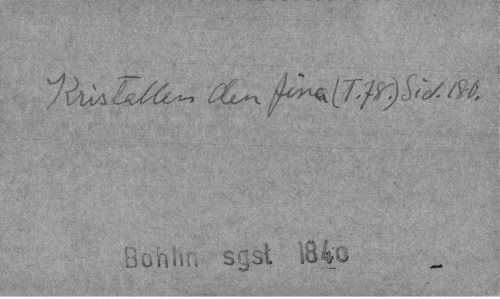 Kristallen den fina (T. 78.) Sid. 180.
Bohlin sgst 1840